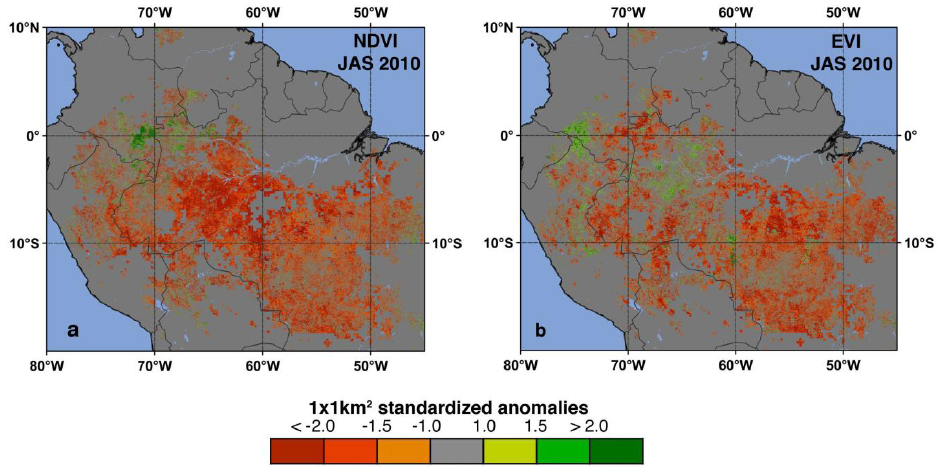 10°N 70°W 60°W 50°W 70°W 60°W 50°W 10°N
NDVI EVI
JAS 2010 JAS 2010
0° 0° 0° 0°
10°S 10°S
a b
80°W 70°W 60°W 50°W 80°W 70°W 60°W 50°W
1x1km² standardized anomalies
< -2.0 -1.5 -1.0 1.0 1.5 > 2.0